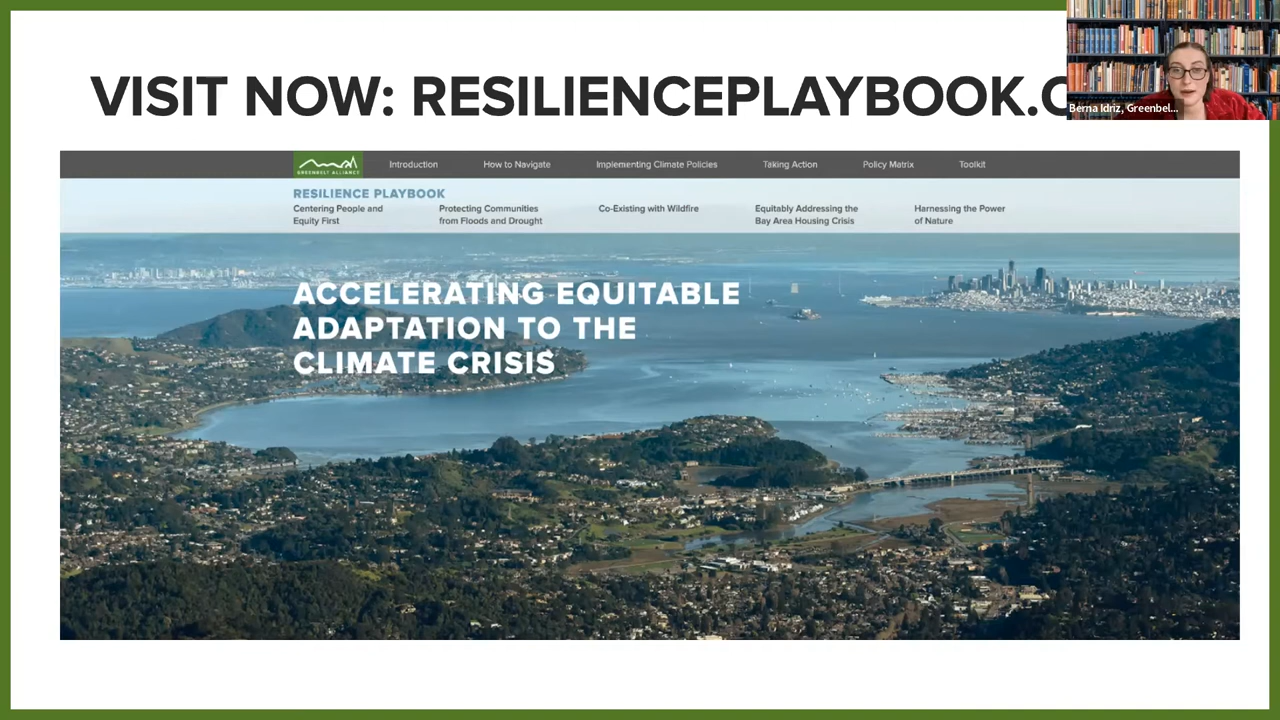 VISIT NOW: RESILIENCEPLAYBOOK.
Berna Idriz, Greenbel...
GREENBELT ALLIANCE
Introduction
How to Navigate
Implementing Climate Policies
Taking Action
Policy Matrix
Toolkit
RESILIENCE PLAYBOOK
Centering People and
Equity First
Protecting Communities
from Floods and Drought
Co-Existing with Wildfire
Equitably Addressing the
Bay Area Housing Crisis
Harnessing the Power
of Nature
ACCELERATING EQUITABLE
ADAPTATION TO THE
CLIMATE CRISIS